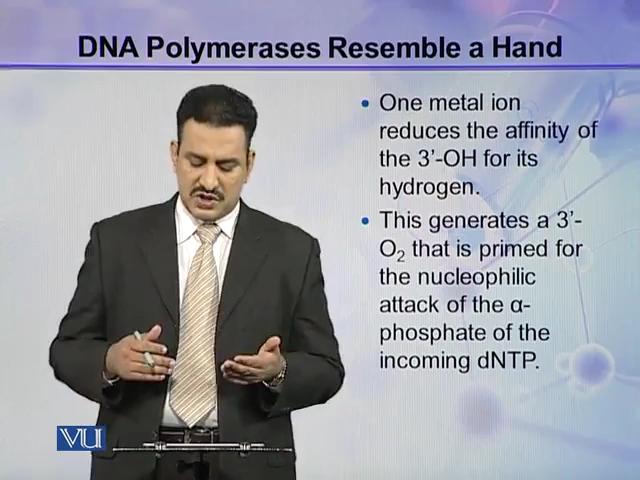 DNA Polymerases Resemble a Hand
• One metal ion
reduces the affinity of
the 3’-OH for its
hydrogen.
• This generates a 3’-
O₂ that is primed for
the nucleophilic
attack of the α-
phosphate of the
incoming dNTP.
VU